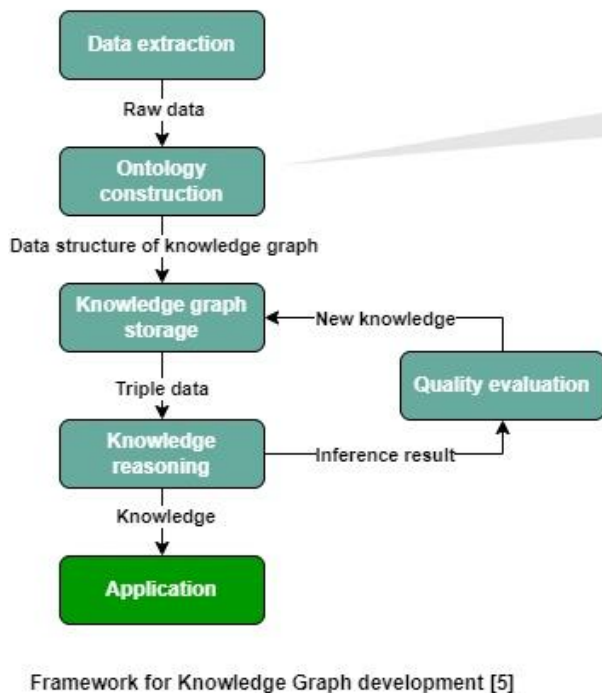 Data extraction
Raw data
Ontology
construction
Data structure of knowledge graph
Knowledge graph
storage
New knowledge
Quality evaluation
Triple data
Knowledge
reasoning
Inference result
Knowledge
Application
Framework for Knowledge Graph development [5]